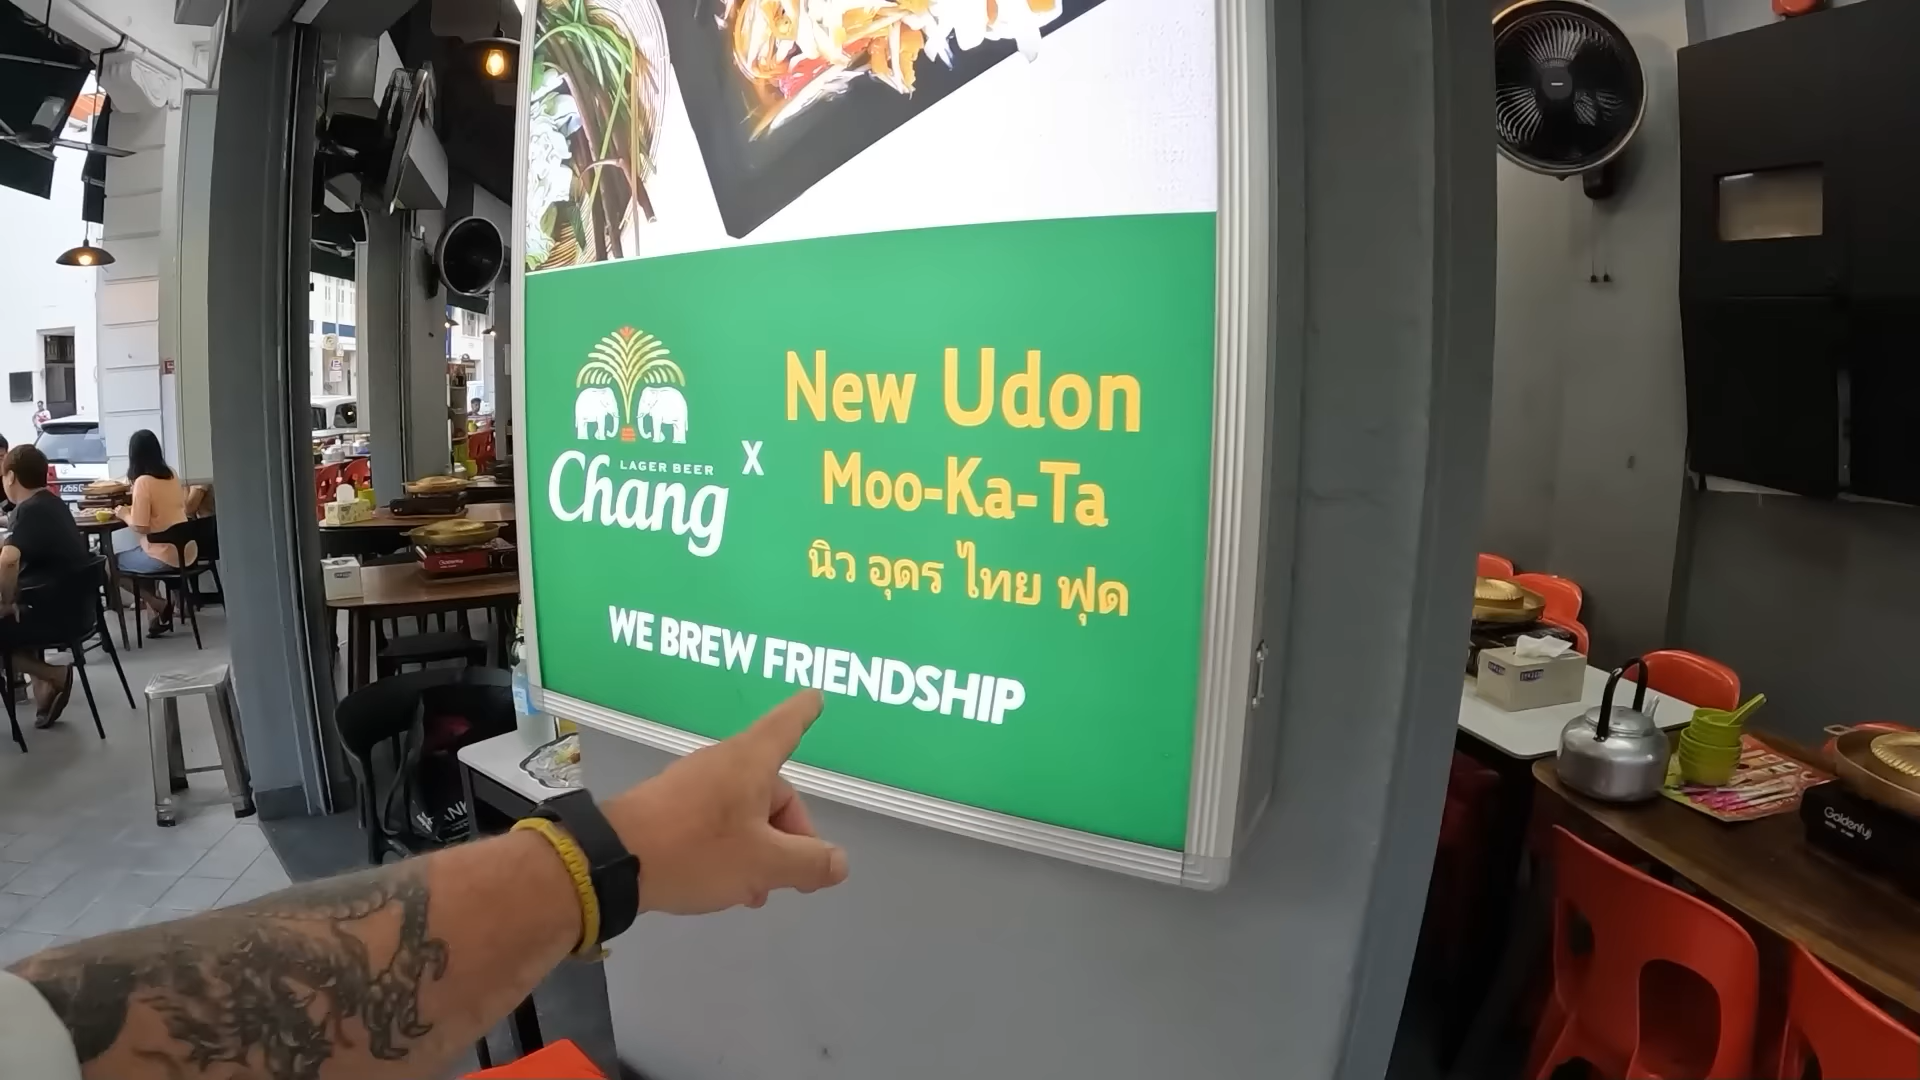 LAGER BEER
Chang
X
New Udon
Moo-Ka-Ta
นิว อุดร ไทย ฟุด
WE BREW FRIENDSHIP
Goldenfuji